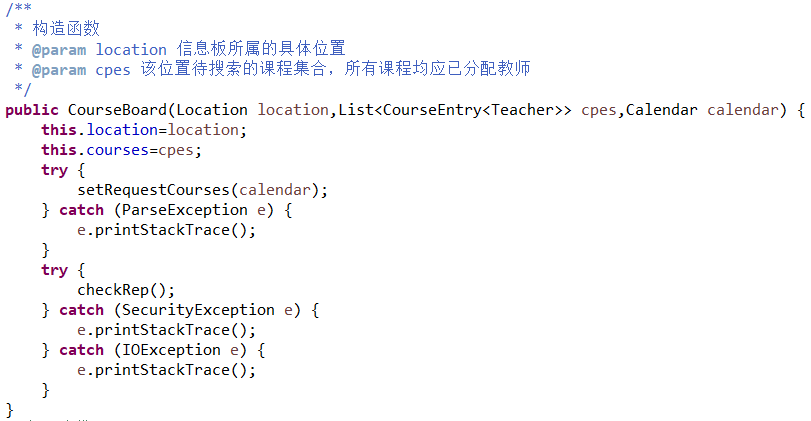 /**
 * 构造函数
 * @param location 信息板所属的具体位置
 * @param cpes 该位置待搜索的课程集合，所有课程均应已分配教师
 */
public CourseBoard(Location location,List<CourseEntry<Teacher>> cpes,Calendar calendar) {
    this.location=location;
    this.courses=cpes;
    try {
        setRequestCourses(calendar);
    } catch (ParseException e) {
        e.printStackTrace();
    }
    try {
        checkRep();
    } catch (SecurityException e) {
        e.printStackTrace();
    } catch (IOException e) {
        e.printStackTrace();
    }
}